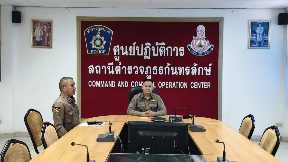 ศูนย์ปฏิบัติการ
สถานีตำรวจภูธรกันทรลักษ์
COMMAND AND CONTROL OPERATION CENTER